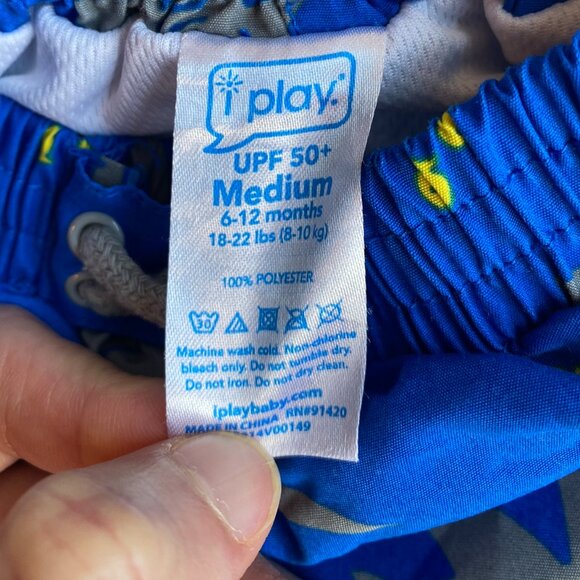 i play.
UPF 50+
Medium
6-12 months
18-22 lbs (8-10 kg)
100% POLYESTER
30
Machine wash cold. Non-chlorine
bleach only. Do not tumble dry.
Do not iron. Do not dry clean.
iplaybaby.com
MADE IN CHINA RN#91420
14V00149